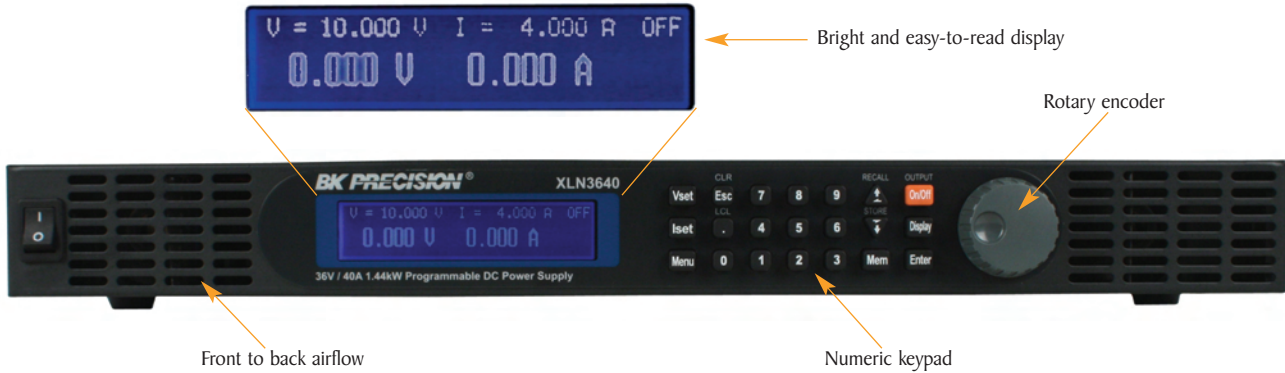 V = 10.000 V I = 4.000 A OFF
0.000 V 0.000 A
Bright and easy-to-read display
Rotary encoder
BK PRECISION® XLN3640
V = 10.000 V I = 4.000 A OFF
0.000 V 0.000 A
36V / 40A 1.44kW Programmable DC Power Supply
I
O
CLR RECALL OUTPUT
Vset Esc 7 8 9 On/Off
LCL STORE
Iset . 4 5 6 Display
Menu 0 1 2 3 Mem Enter
Front to back airflow
Numeric keypad